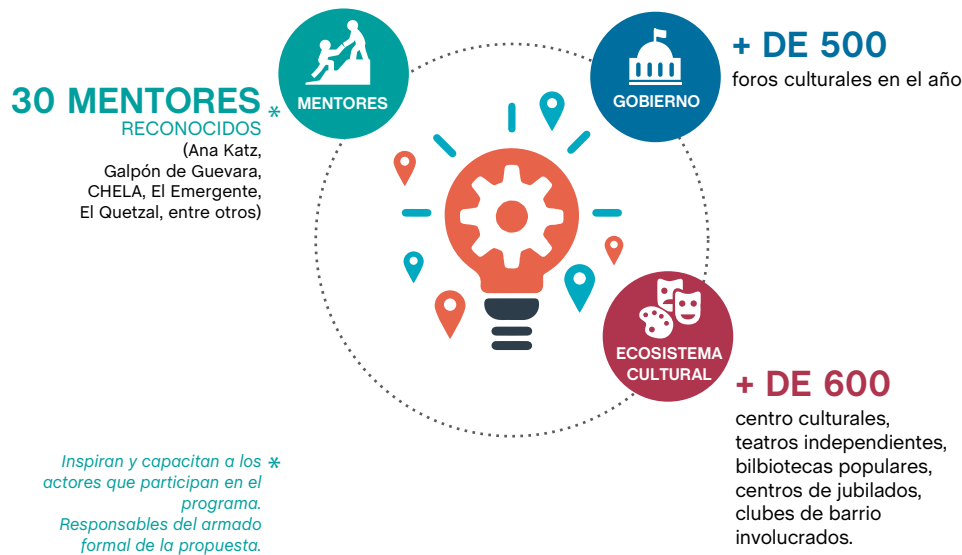 MENTORES
30 MENTORES *
RECONOCIDOS
(Ana Katz,
Galpón de Guevara,
CHELA, El Emergente,
El Quetzal, entre otros)
GOBIERNO
+ DE 500
foros culturales en el año
ECOSISTEMA
CULTURAL
+ DE 600
centro culturales,
teatros independientes,
bilbiotecas populares,
centros de jubilados,
clubes de barrio
involucrados.
Inspiran y capacitan a los *
actores que participan en el
programa.
Responsables del armado
formal de la propuesta.